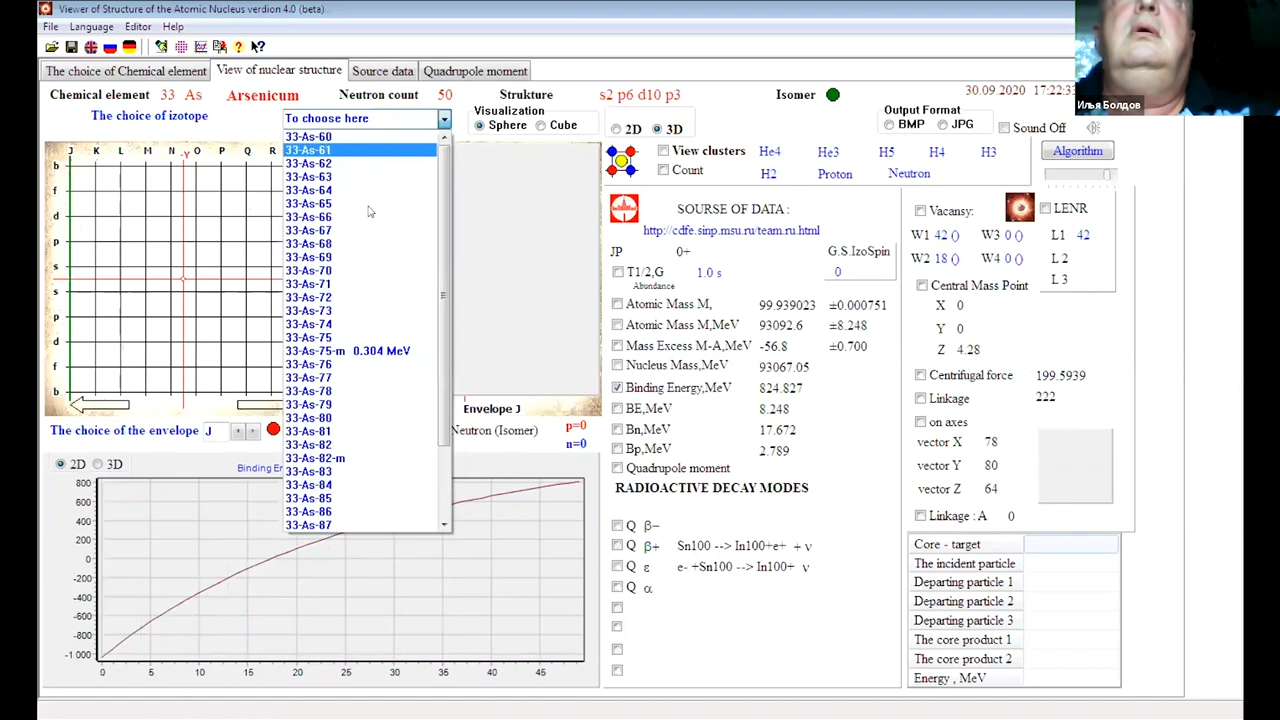 Viewer of Structure of the Atomic Nucleus verdion 4.0 (beta)
File Language Editor Help
The choice of Chemical element View of nuclear structure Source data Quadrupole moment
Chemical element 33 As Arsenicum Neutron count 50 Strukture s2 p6 d10 p3 Isomer 30.09.2020 17:22:33
Илья Болдов
The choice of izotope To choose here
Visualization
Sphere Cube
2D 3D
Output Format
BMP JPG
Sound Off
View clusters He4 He3 H5 H4 H3
Count H2 Proton Neutron
Algorithm
J K L M N -Y O P R
b
f
d
p
s
s
p
d
f
b
33-As-60
33-As-61
33-As-62
33-As-63
33-As-64
33-As-65
33-As-66
33-As-67
33-As-68
33-As-69
33-As-70
33-As-71
33-As-72
33-As-73
33-As-74
33-As-75
33-As-75-m 0.304 MeV
33-As-76
33-As-77
33-As-78
33-As-79
33-As-80
33-As-81
33-As-82
33-As-82-m
33-As-83
33-As-84
33-As-85
33-As-86
33-As-87
Envelope J
The choice of the envelope J
Neutron (Isomer) p=0
n=0
2D 3D
Binding En
800
600
400
200
0
-200
-400
-600
-800
-1 000
0 5 10 15 20 25 30 35 40 45
SOURSE OF DATA :
http://cdfe.sinp.msu.ru/team.ru.html
JP 0+ G.S.IzoSpin
T1/2,G 1.0 s 0
Abundance
Atomic Mass M, 99.939023 ±0.000751
Atomic Mass M,MeV 93092.6 ±8.248
Mass Excess M-A,MeV -56.8 ±0.700
Nucleus Mass,MeV 93067.05
Binding Energy,MeV 824.827
BE,MeV 8.248
Bn,MeV 17.672
Bp,MeV 2.789
Quadrupole moment
RADIOACTIVE DECAY MODES
Q β−
Q β+ Sn100 --> In100+e+ + ν
Q ε e- +Sn100 --> In100+ ν
Q α
Vacancy:
W1 42 () W3 0 ()
W2 18 () W4 0 ()
LENR
L1 42
L 2
L 3
Central Mass Point
X 0
Y 0
Z 4.28
Centrifugal force 199.5939
Linkage 222
on axes
vector X 78
vector Y 80
vector Z 64
Linkage : A 0
Core - target
The incident particle
Departing particle 1
Departing particle 2
Departing particle 3
The core product 1
The core product 2
Energy , MeV